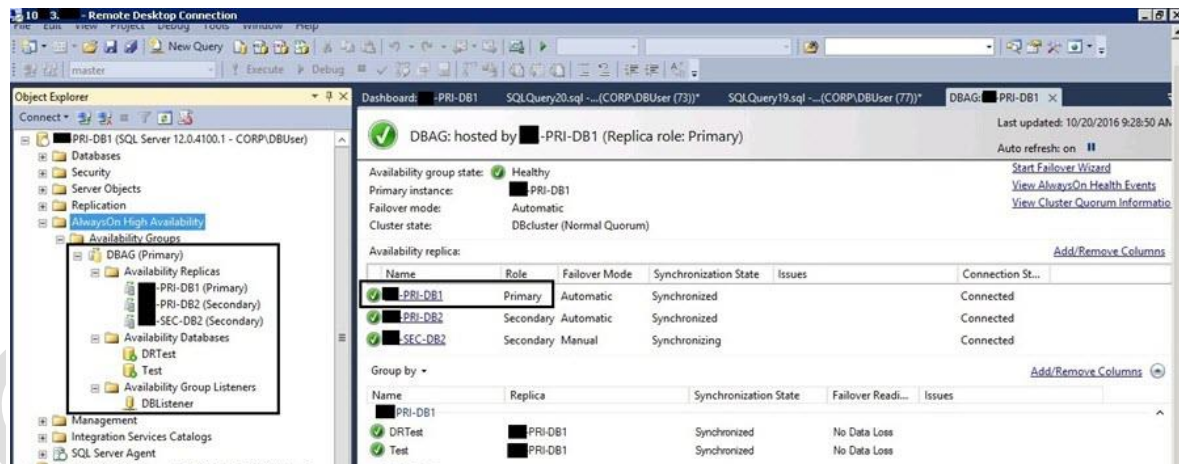 10 3. - Remote Desktop Connection
File Edit View Project Debug Tools Window Help
New Query
master Execute Debug
Object Explorer
Connect
PRI-DB1 (SQL Server 12.0.4100.1 - CORP\DBUser)
Databases
Security
Server Objects
Replication
AlwaysOn High Availability
Availability Groups
DBAG (Primary)
Availability Replicas
-PRI-DB1 (Primary)
-PRI-DB2 (Secondary)
-SEC-DB2 (Secondary)
Availability Databases
DRTest
Test
Availability Group Listeners
DBListener
Management
Integration Services Catalogs
SQL Server Agent
Dashboard: -PRI-DB1 SQLQuery20.sql -...(CORP\DBUser (73))* SQLQuery19.sql -...(CORP\DBUser (77))* DBAG: -PRI-DB1
DBAG: hosted by -PRI-DB1 (Replica role: Primary)
Last updated: 10/20/2016 9:28:50 AM
Auto refresh: on
Start Failover Wizard
View AlwaysOn Health Events
View Cluster Quorum Informatio
Availability group state: Healthy
Primary instance: -PRI-DB1
Failover mode: Automatic
Cluster state: DBcluster (Normal Quorum)
Availability replica: Add/Remove Columns
Name Role Failover Mode Synchronization State Issues Connection St...
-PRI-DB1 Primary Automatic Synchronized Connected
-PRI-DB2 Secondary Automatic Synchronized Connected
-SEC-DB2 Secondary Manual Synchronizing Connected
Group by Add/Remove Columns
Name Replica Synchronization State Failover Readi... Issues
PRI-DB1
DRTest -PRI-DB1 Synchronized No Data Loss
Test -PRI-DB1 Synchronized No Data Loss